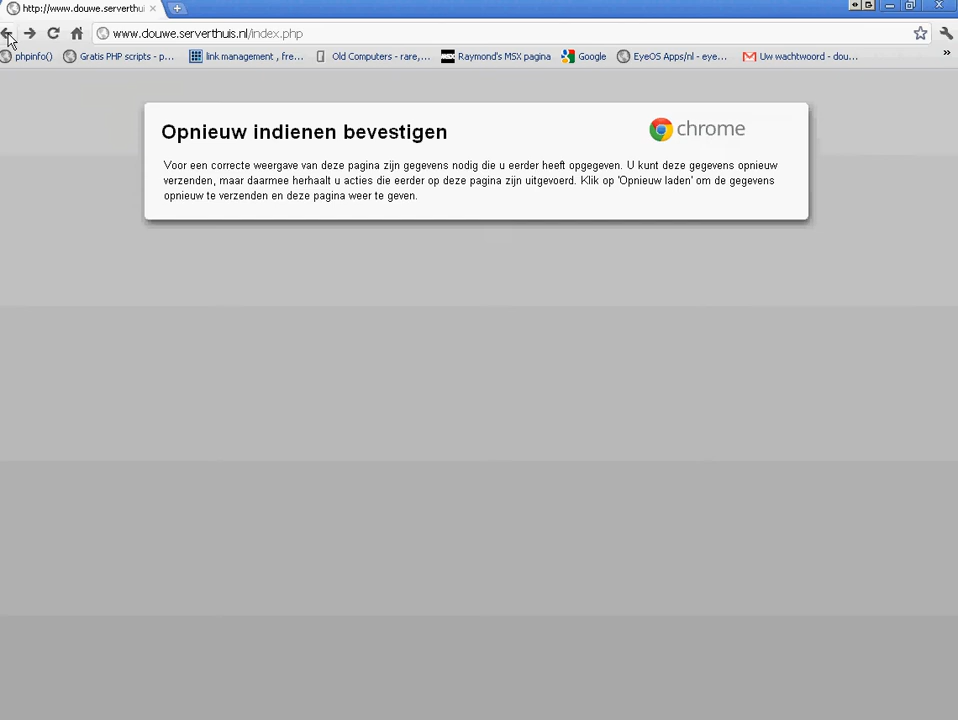 http://www.douwe.serverthui
www.douwe.serverthuis.nl/index.php
phpinfo() Gratis PHP scripts - p... link management , fre... Old Computers - rare,... Raymond's MSX pagina Google EyeOS Apps/nl - eye... Uw wachtwoord - dou... »
Opnieuw indienen bevestigen
chrome
Voor een correcte weergave van deze pagina zijn gegevens nodig die u eerder heeft opgegeven. U kunt deze gegevens opnieuw
verzenden, maar daarmee herhaalt u acties die eerder op deze pagina zijn uitgevoerd. Klik op 'Opnieuw laden' om de gegevens
opnieuw te verzenden en deze pagina weer te geven.